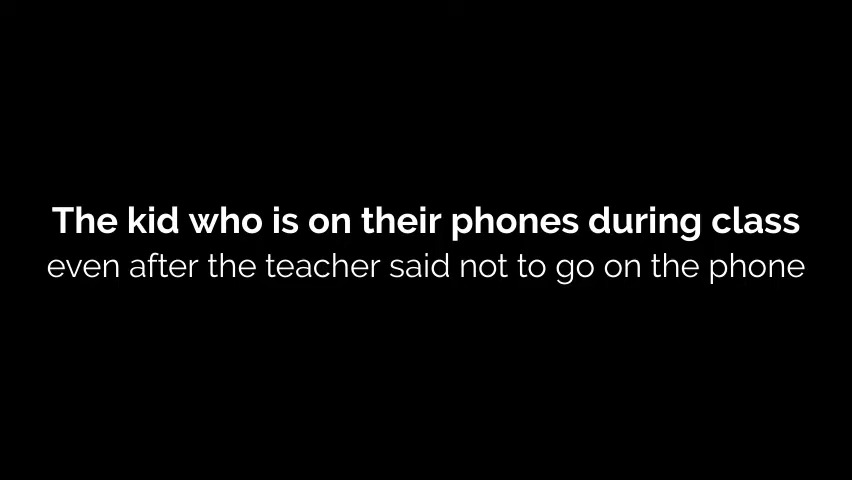 The kid who is on their phones during class
even after the teacher said not to go on the phone